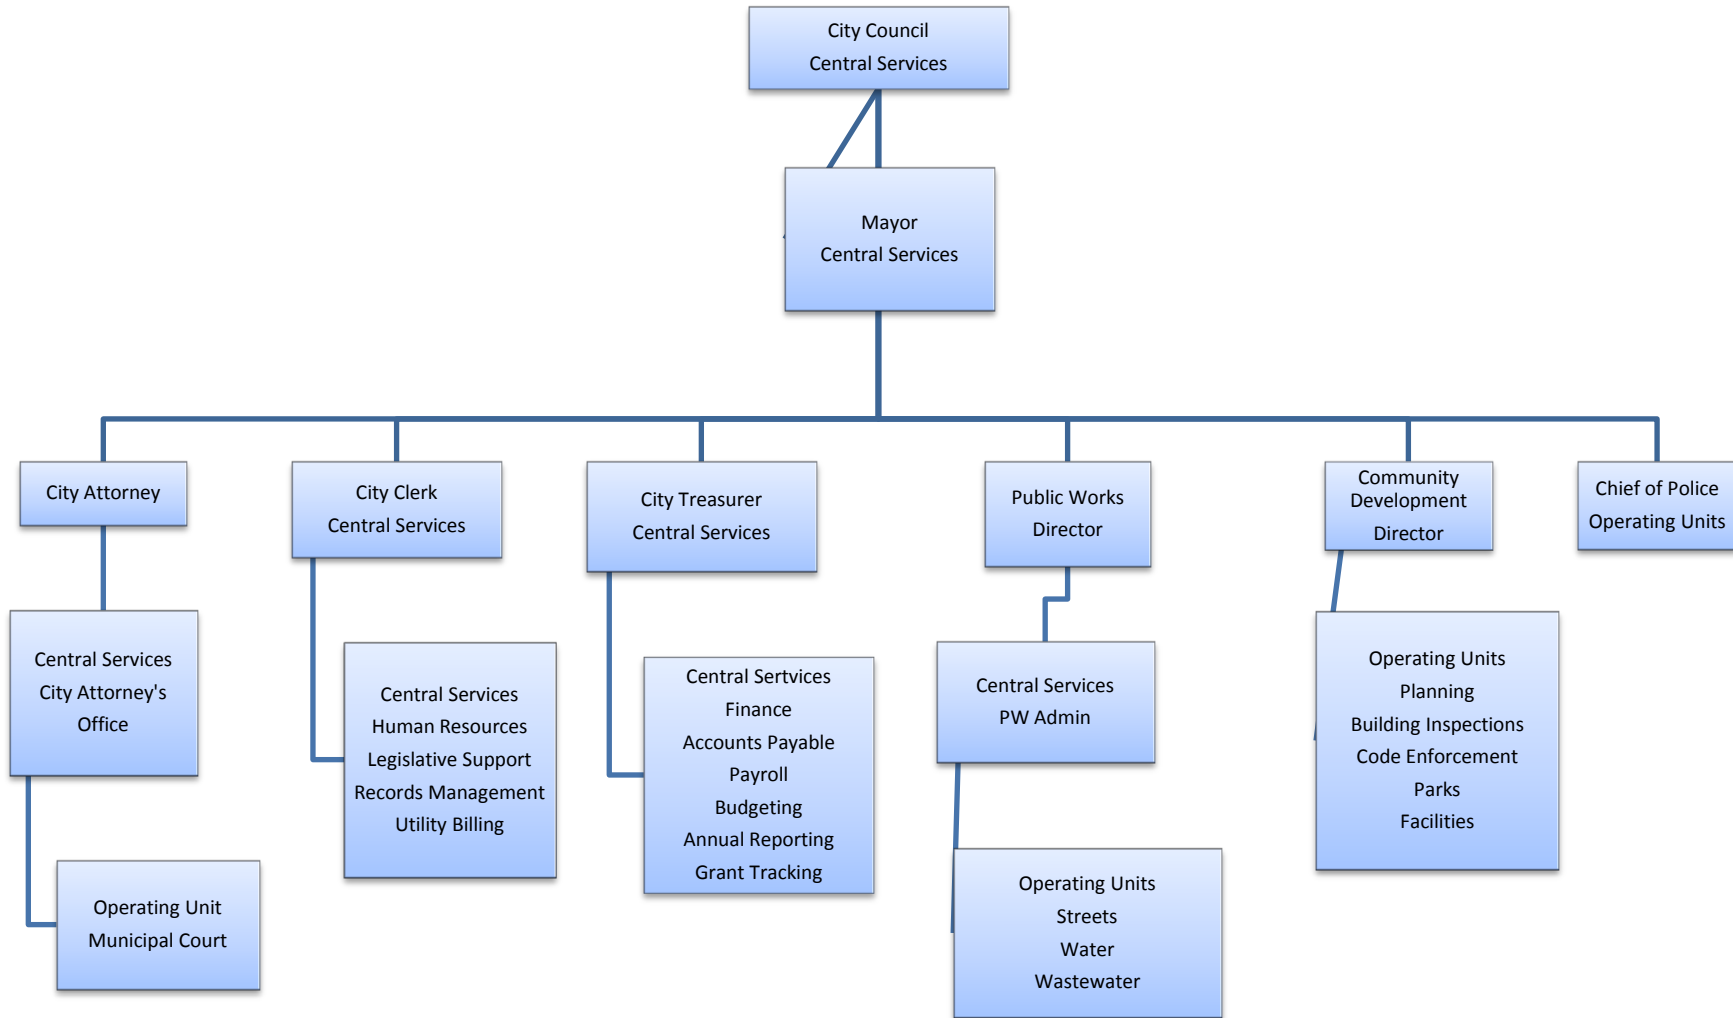 City Council
Central Services
Mayor
Central Services
City Attorney
City Clerk
Central Services
City Treasurer
Central Services
Public Works
Director
Community
Development
Director
Chief of Police
Operating Units
Central Services
City Attorney's
Office
Central Services
Human Resources
Legislative Support
Records Management
Utility Billing
Central Sertvices
Finance
Accounts Payable
Payroll
Budgeting
Annual Reporting
Grant Tracking
Central Services
PW Admin
Operating Units
Planning
Building Inspections
Code Enforcement
Parks
Facilities
Operating Unit
Municipal Court
Operating Units
Streets
Water
Wastewater